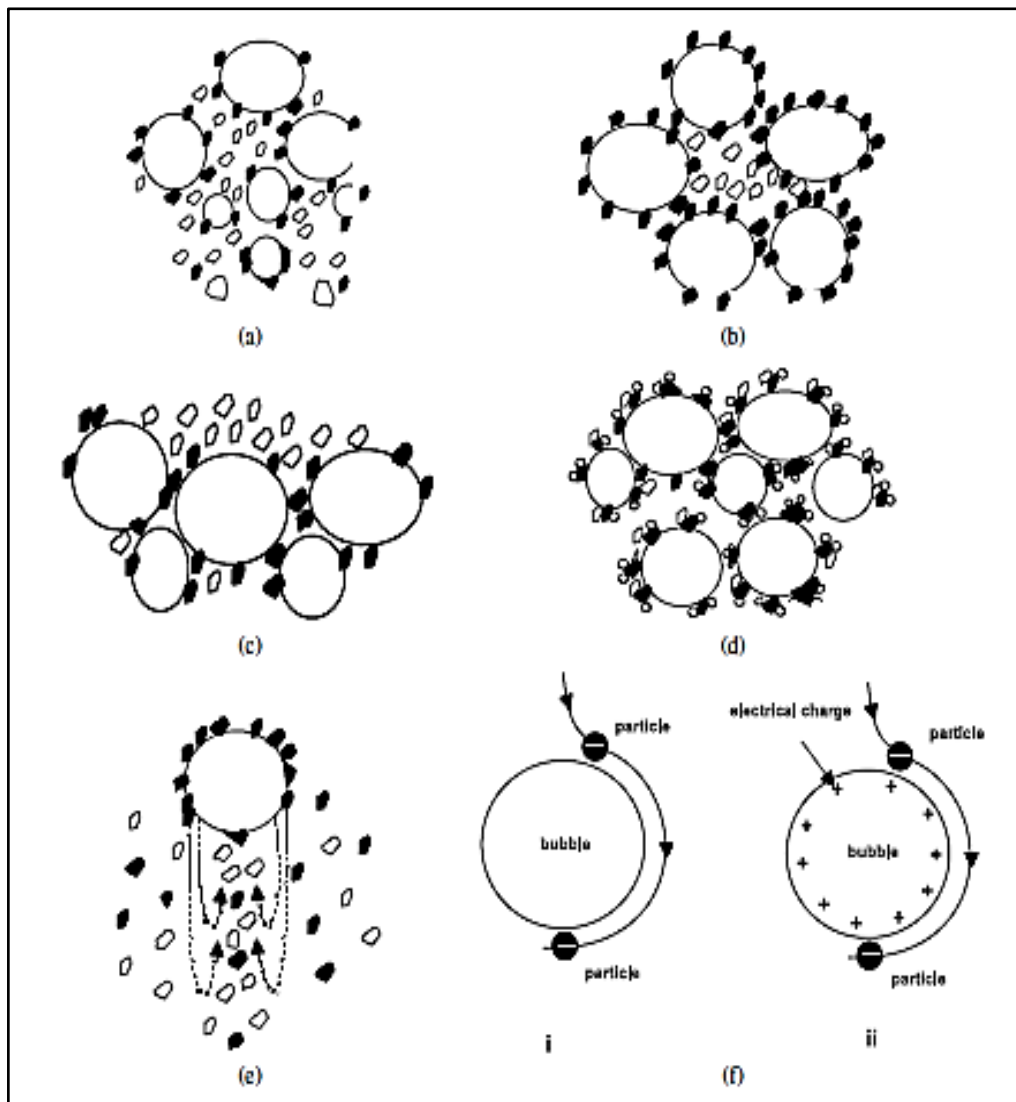 (a)
(b)
(c)
(d)
electrical charge
particle
particle
bubble
bubble
particle
particle
i
ii
(e)
(f)